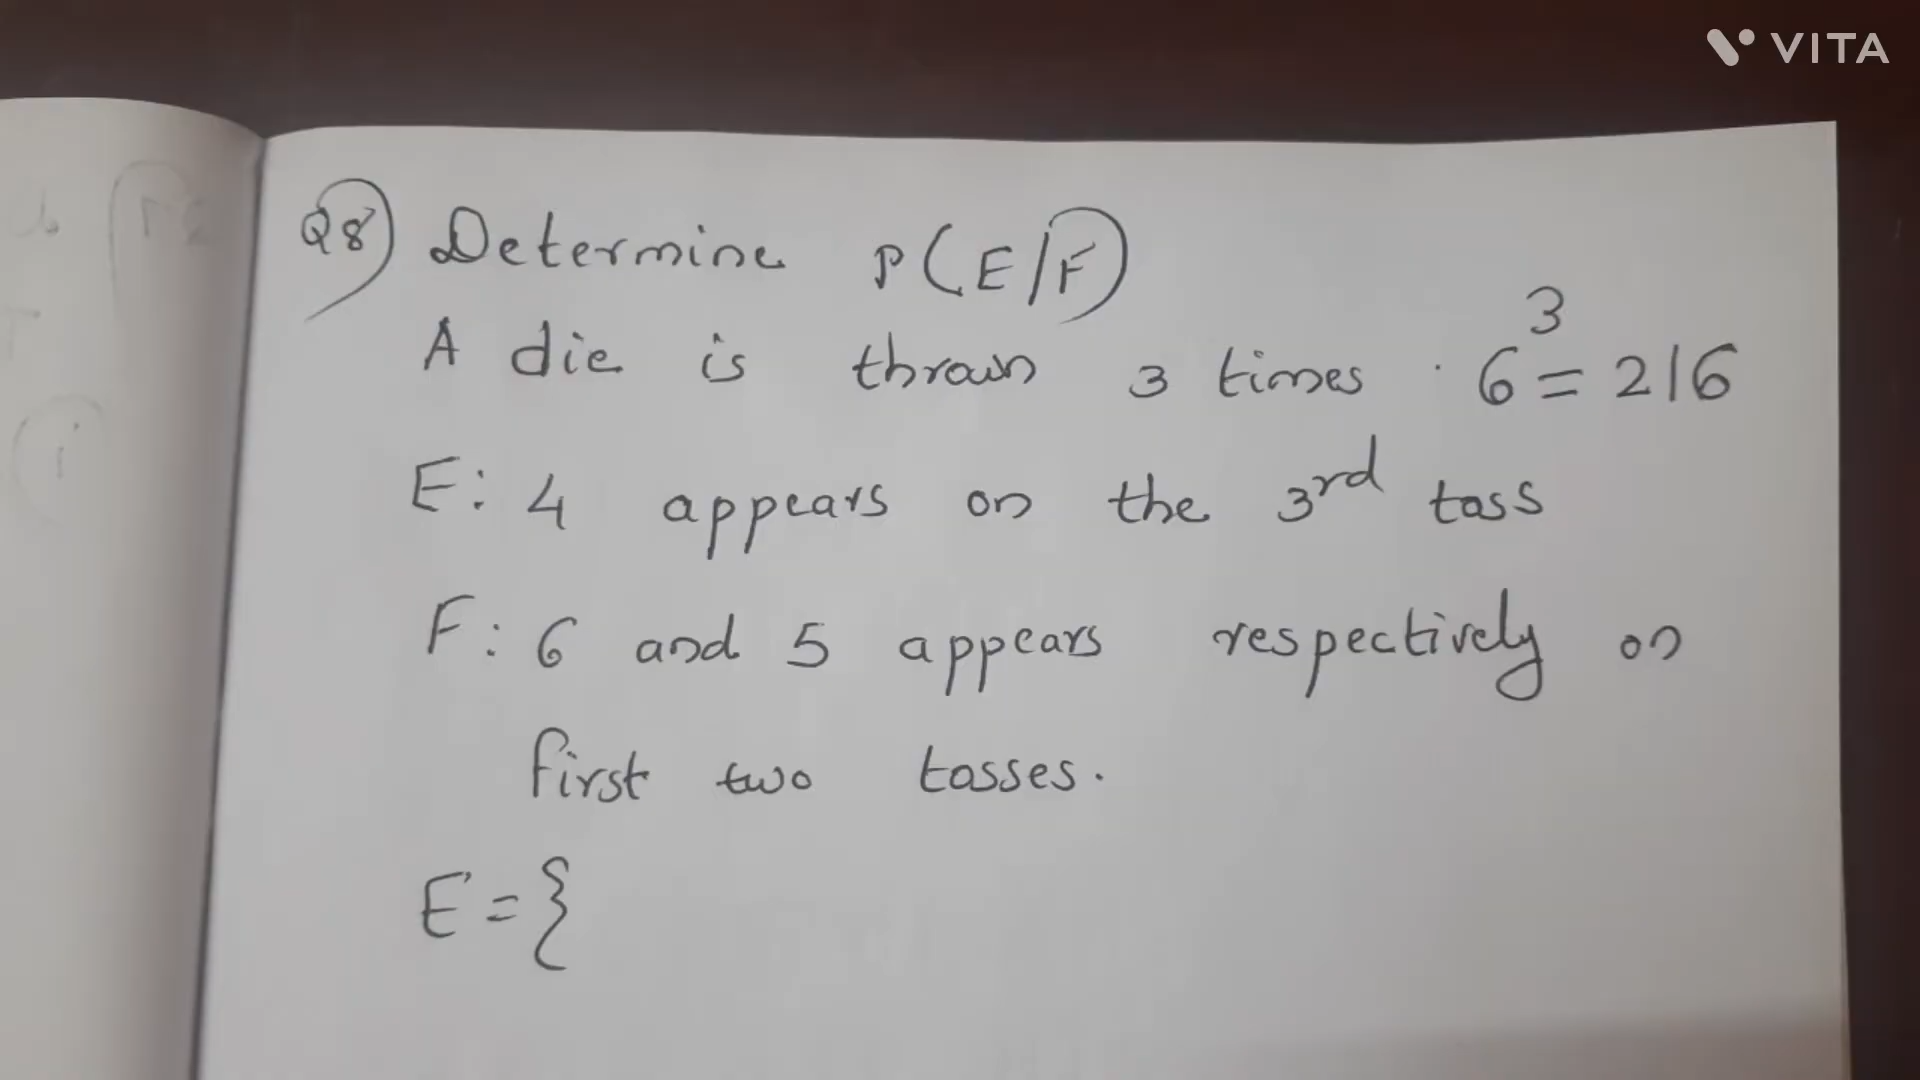 VITA
Q8) Determine P(E/F)
A die is thrown 3 times . 6³ = 216
E: 4 appears on the 3rd toss
F: 6 and 5 appears respectively on
first two tosses.
E = {